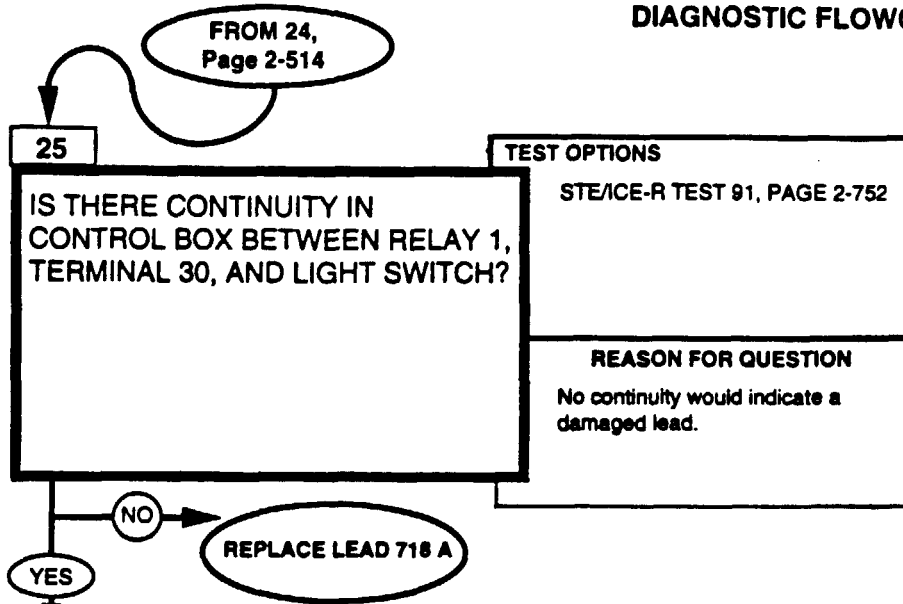 DIAGNOSTIC FLOW
FROM 24,
Page 2-514
25
IS THERE CONTINUITY IN
CONTROL BOX BETWEEN RELAY 1,
TERMINAL 30, AND LIGHT SWITCH?
TEST OPTIONS
STE/ICE-R TEST 91, PAGE 2-752
REASON FOR QUESTION
No continuity would indicate a
damaged lead.
NO
REPLACE LEAD 718 A
YES